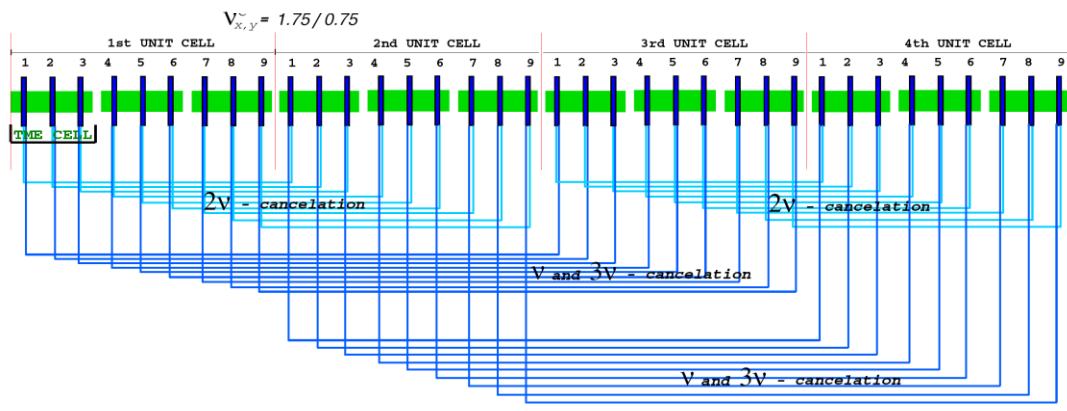 ν x,y = 1.75 / 0.75
1st UNIT CELL 2nd UNIT CELL 3rd UNIT CELL 4th UNIT CELL
1 2 3 4 5 6 7 8 9 1 2 3 4 5 6 7 8 9 1 2 3 4 5 6 7 8 9 1 2 3 4 5 6 7 8 9
TME CELL
2ν - cancelation 2ν - cancelation
ν and 3ν - cancelation
ν and 3ν - cancelation